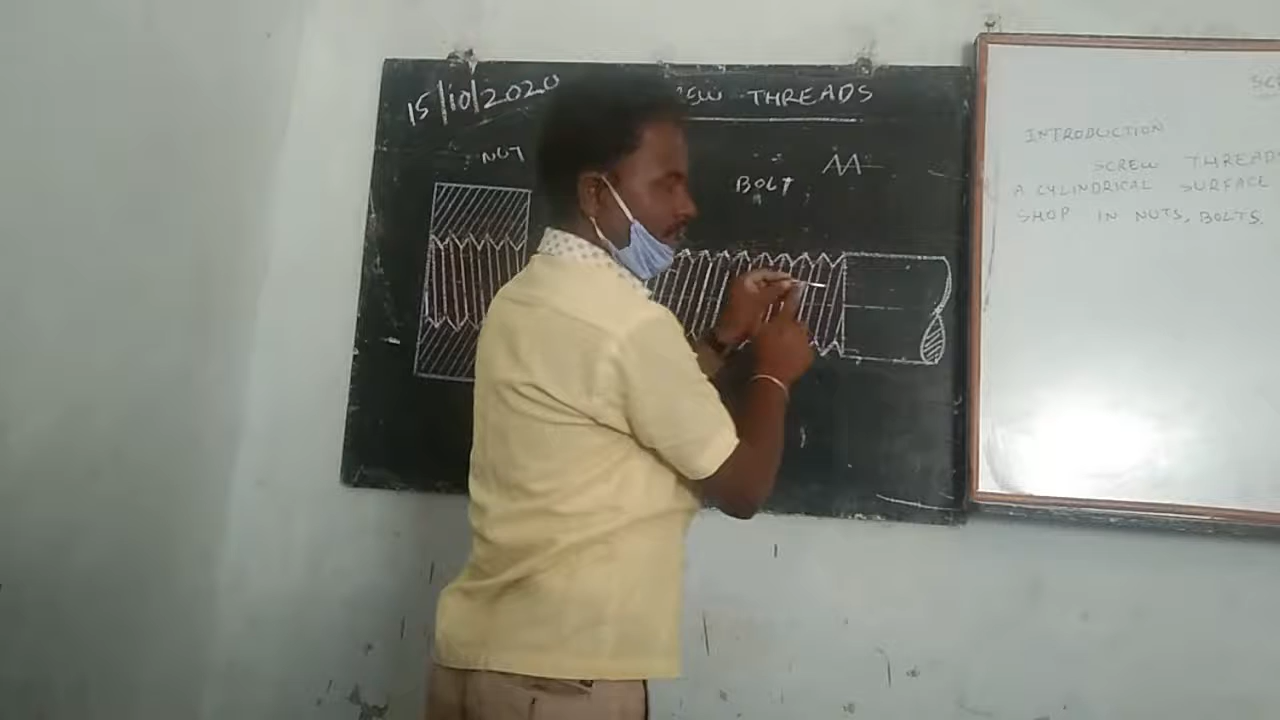 15/10/2020
THREADS
NUT
BOLT
INTRODUCTION
SCREW THREADS
A CYLINDRICAL SURFACE
SHOP IN NUTS, BOLTS.